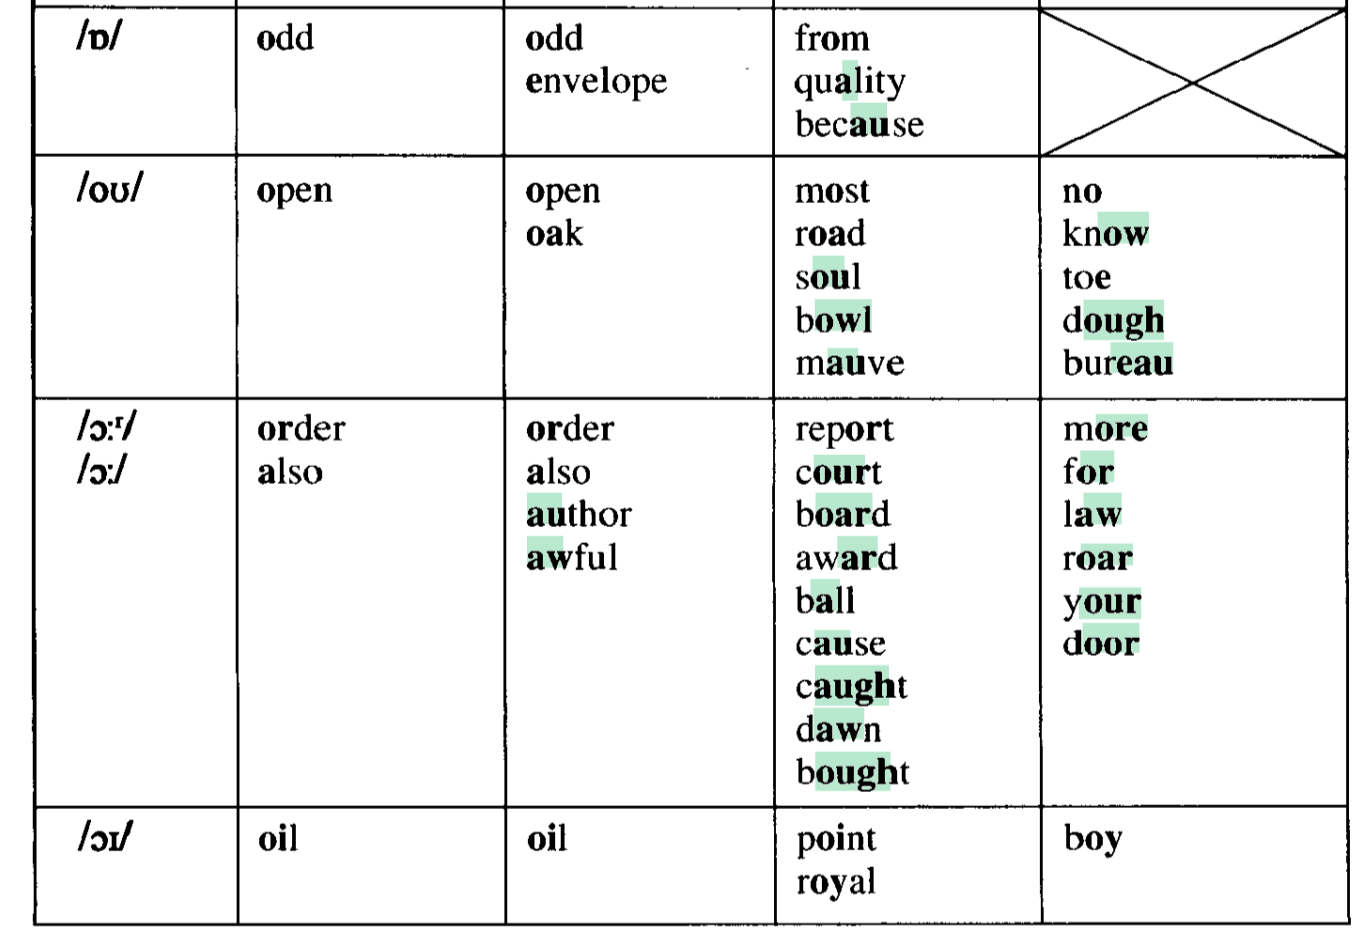 /ɒ/ odd odd from
envelope quality
because
/oʊ/ open open most no
oak road know
soul toe
bowl dough
mauve bureau
/ɔːʳ/ order order report more
/ɔː/ also also court for
author board law
awful award roar
ball your
cause door
caught
dawn
bought
/ɔɪ/ oil oil point boy
royal